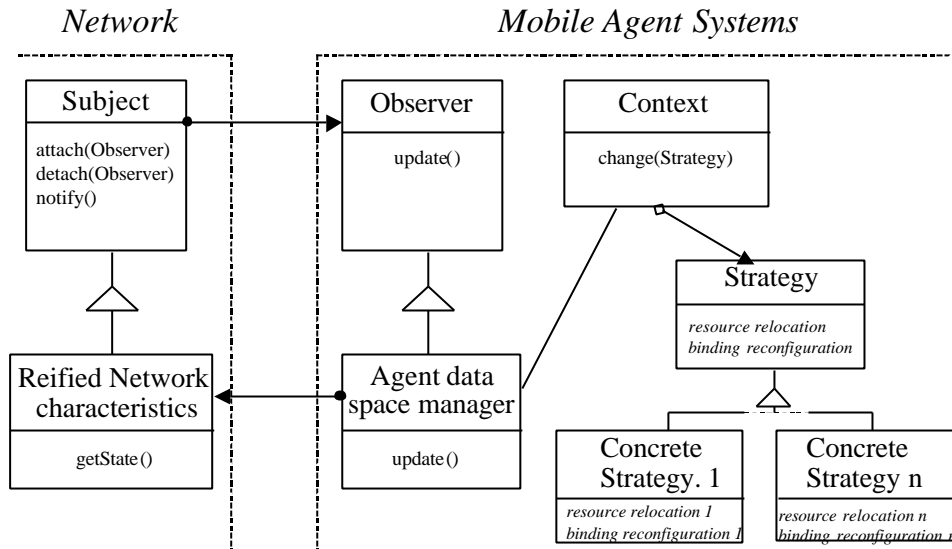 Network
Mobile Agent Systems
Subject
attach(Observer)
detach(Observer)
notify()
Observer
update()
Context
change(Strategy)
Strategy
resource relocation
binding reconfiguration
Reified Network
characteristics
getState()
Agent data
space manager
update()
Concrete
Strategy. 1
resource relocation 1
binding reconfiguration 1
Concrete
Strategy n
resource relocation n
binding reconfiguration n